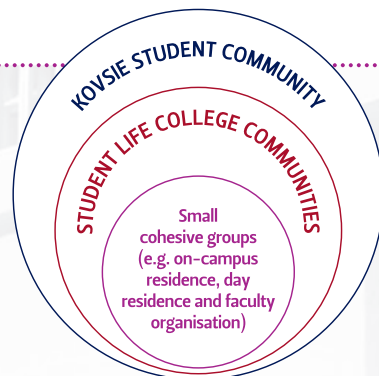 KOVSIE STUDENT COMMUNITY
STUDENT LIFE COLLEGE COMMUNITIES
Small
cohesive groups
(e.g. on-campus
residence, day
residence and faculty
organisation)